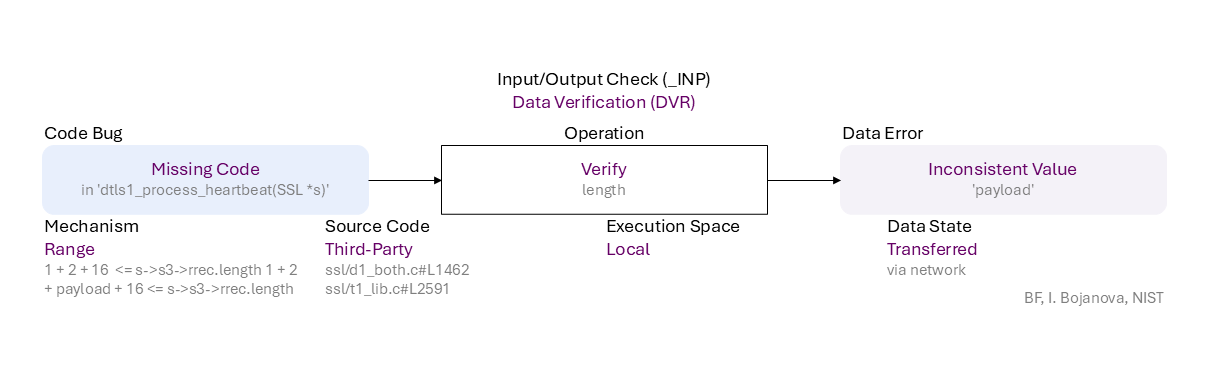 Input/Output Check (_INP)
Data Verification (DVR)
Code Bug
Operation
Data Error
Missing Code
in 'dtls1_process_heartbeat(SSL *s)'
Verify
length
Inconsistent Value
'payload'
Mechanism
Range
1 + 2 + 16 <= s->s3->rrec.length 1 + 2
+ payload + 16 <= s->s3->rrec.length
Source Code
Third-Party
ssl/d1_both.c#L1462
ssl/t1_lib.c#L2591
Execution Space
Local
Data State
Transferred
via network
BF, I. Bojanova, NIST